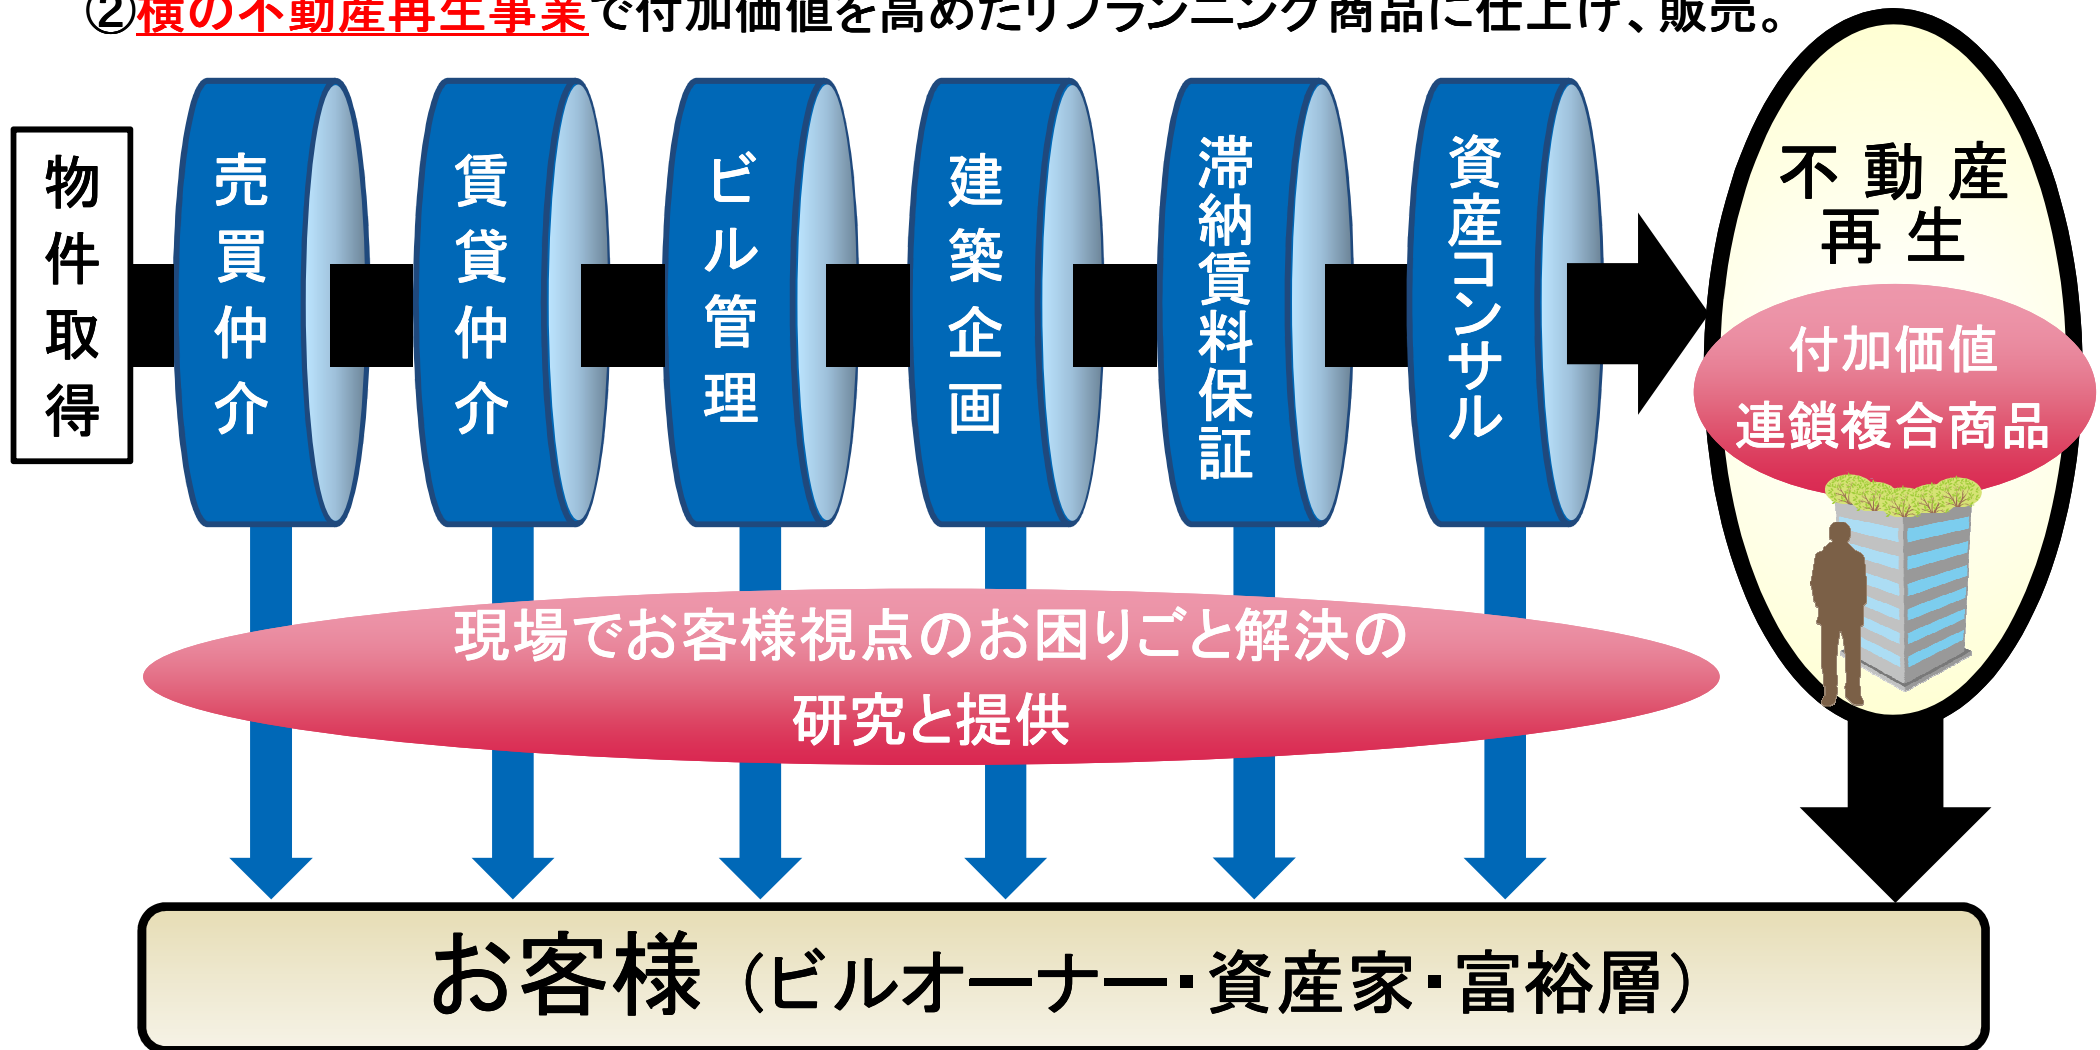 ②横の不動産再生事業で付加価値を高めたリプランニング商品に仕上げ、販売。
物件取得
売買仲介
賃貸仲介
ビル管理
建築企画
滞納賃料保証
資産コンサル
不動産
再生
付加価値
連鎖複合商品
現場でお客様視点のお困りごと解決の
研究と提供
お客様（ビルオーナー・資産家・富裕層）